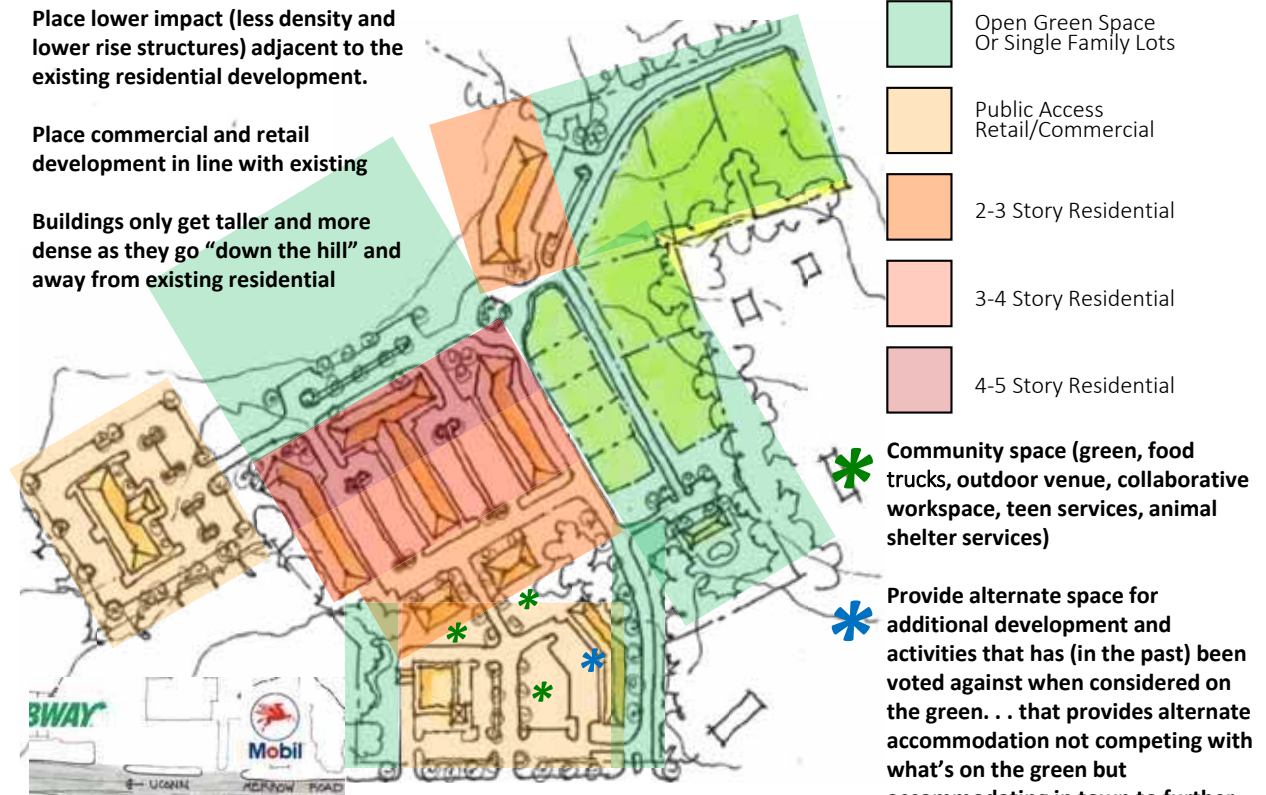 Place lower impact (less density and
lower rise structures) adjacent to the
existing residential development.
Place commercial and retail
development in line with existing
Buildings only get taller and more
dense as they go “down the hill” and
away from existing residential
Open Green Space
Or Single Family Lots
Public Access
Retail/Commercial
2-3 Story Residential
3-4 Story Residential
4-5 Story Residential
Community space (green, food
trucks, outdoor venue, collaborative
workspace, teen services, animal
shelter services)
Provide alternate space for
additional development and
activities that has (in the past) been
voted against when considered on
the green. . . that provides alternate
accommodation not competing with
what’s on the green but
accommodating in town to further
BWAY
Mobil
← UCONN
MERROW ROAD